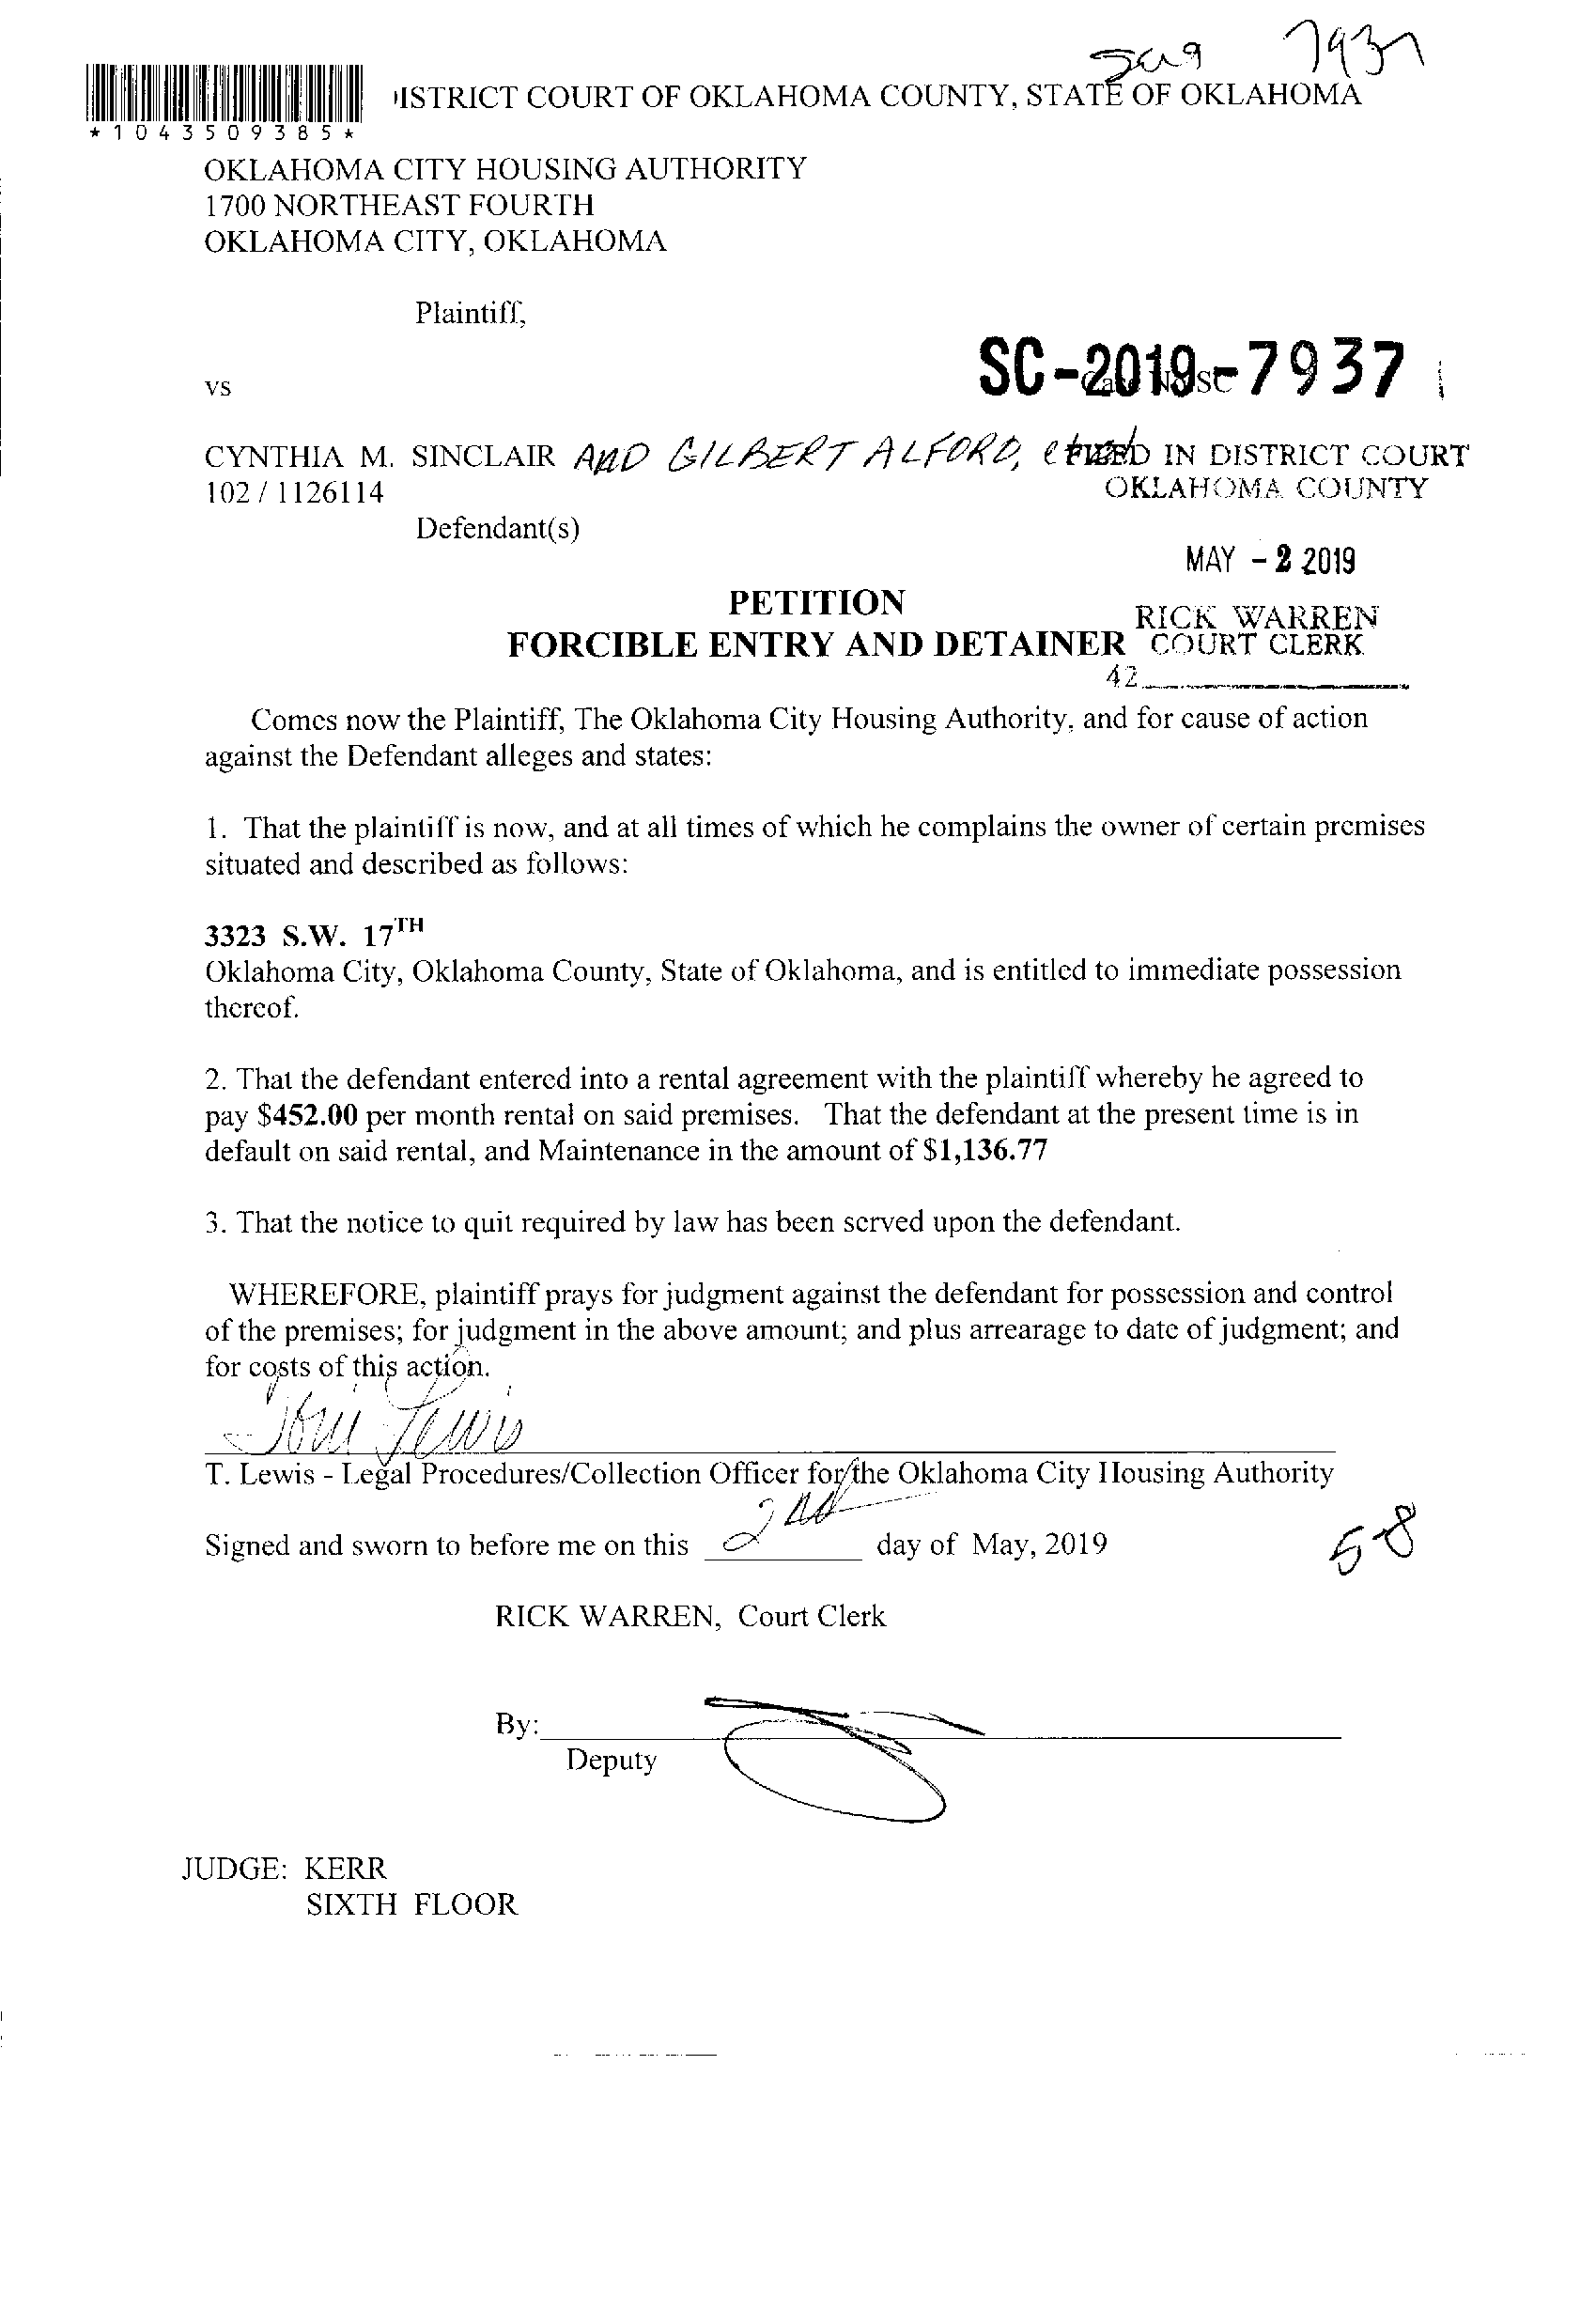 7937
ISTRICT COURT OF OKLAHOMA COUNTY, STATE OF OKLAHOMA
*1043509385*
OKLAHOMA CITY HOUSING AUTHORITY
1700 NORTHEAST FOURTH
OKLAHOMA CITY, OKLAHOMA
Plaintiff,
SC-2019-7937
Case No SC
vs
CYNTHIA M. SINCLAIR AND GILBERT ALFORD, FILED IN DISTRICT COURT
102 / 1126114 OKLAHOMA COUNTY
Defendant(s)
MAY - 2 2019
PETITION
RICK WARREN
FORCIBLE ENTRY AND DETAINER COURT CLERK
42
Comes now the Plaintiff, The Oklahoma City Housing Authority, and for cause of action
against the Defendant alleges and states:
1. That the plaintiff is now, and at all times of which he complains the owner of certain premises
situated and described as follows:
3323 S.W. 17TH
Oklahoma City, Oklahoma County, State of Oklahoma, and is entitled to immediate possession
thereof.
2. That the defendant entered into a rental agreement with the plaintiff whereby he agreed to
pay $452.00 per month rental on said premises. That the defendant at the present time is in
default on said rental, and Maintenance in the amount of $1,136.77
3. That the notice to quit required by law has been served upon the defendant.
WHEREFORE, plaintiff prays for judgment against the defendant for possession and control
of the premises; for judgment in the above amount; and plus arrearage to date of judgment; and
for costs of this action.
Lewis
T. Lewis - Legal Procedures/Collection Officer for the Oklahoma City Housing Authority
Signed and sworn to before me on this 2nd day of May, 2019
58
RICK WARREN, Court Clerk
By:
Deputy
JUDGE: KERR
SIXTH FLOOR